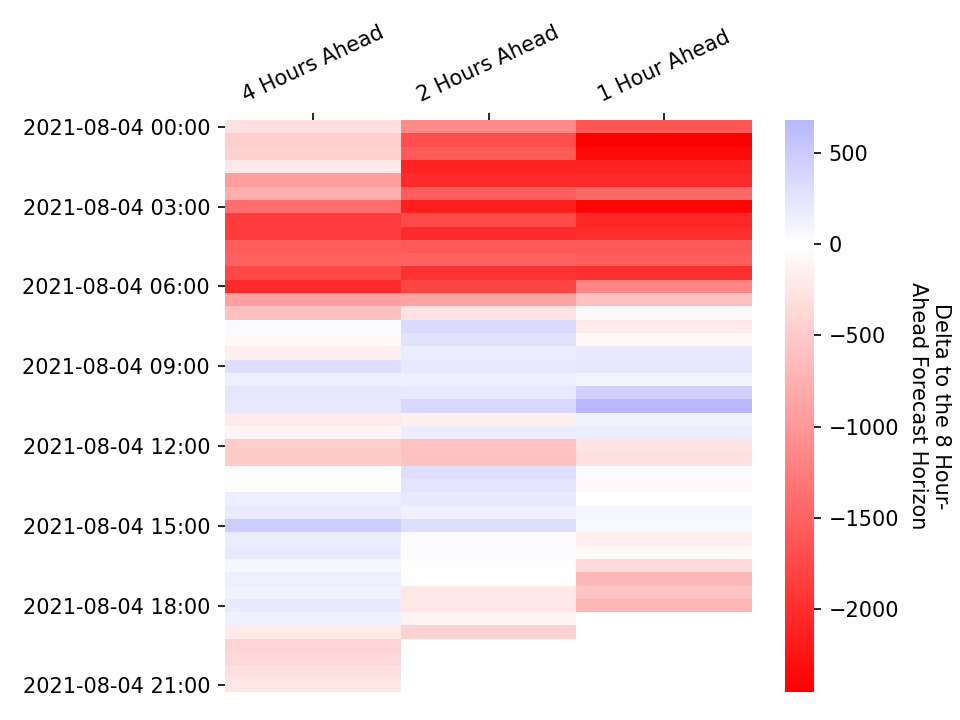 4 Hours Ahead
2 Hours Ahead
1 Hour Ahead
2021-08-04 00:00
2021-08-04 03:00
2021-08-04 06:00
2021-08-04 09:00
2021-08-04 12:00
2021-08-04 15:00
2021-08-04 18:00
2021-08-04 21:00
500
0
−500
−1000
−1500
−2000
Delta to the 8 Hour-
Ahead Forecast Horizon